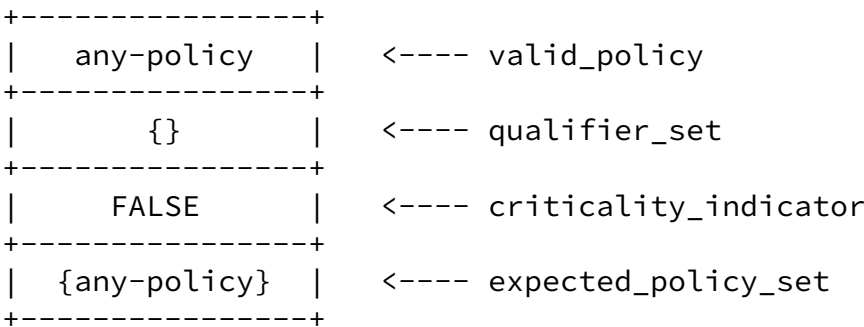 +----------------+
|   any-policy   |   <---- valid_policy
+----------------+
|       {}       |   <---- qualifier_set
+----------------+
|     FALSE      |   <---- criticality_indicator
+----------------+
|  {any-policy}  |   <---- expected_policy_set
+----------------+